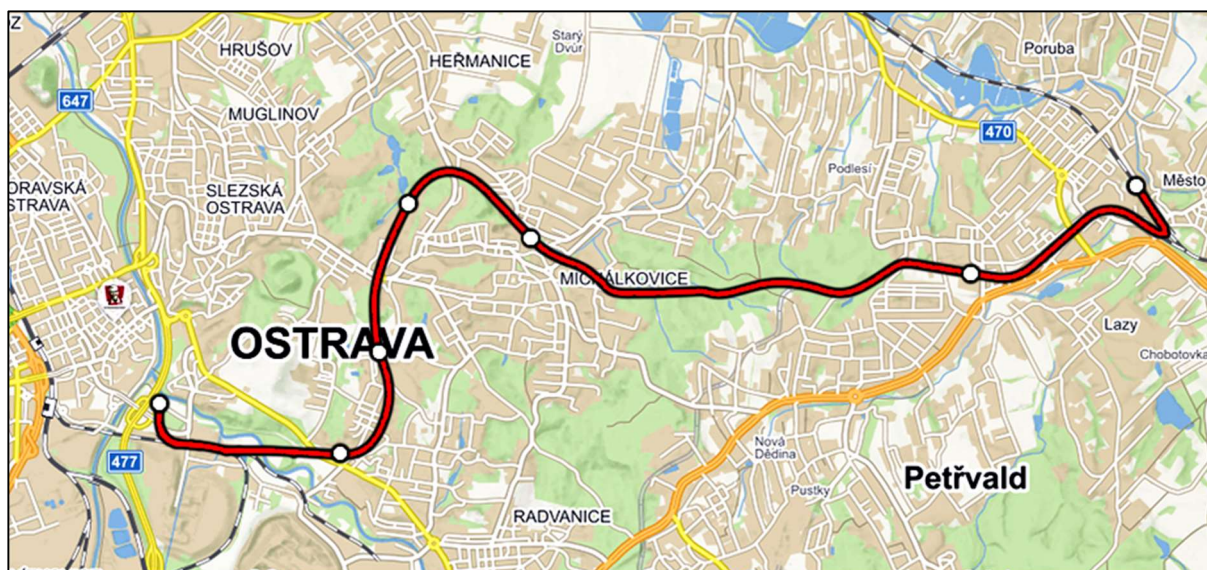 Z
HRUŠOV
HEŘMANICE
Starý
Dvůr
Poruba
647
MUGLINOV
470
Podlesí
Město
ORAVSKÁ
STRAVA
SLEZSKÁ
OSTRAVA
MICHÁLKOVICE
OSTRAVA
Lazy
Chobotovka
477
Nová
Dědina
Petřvald
Pustky
RADVANICE